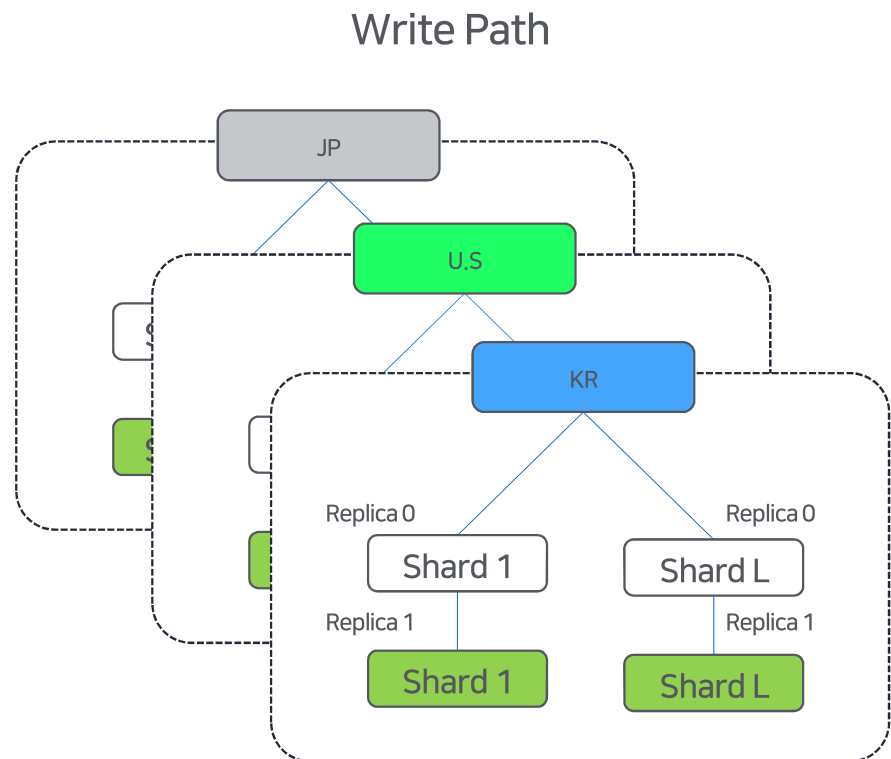 Write Path
JP
U.S
KR
Replica 0
Replica 0
Shard 1
Shard L
Replica 1
Replica 1
Shard 1
Shard L